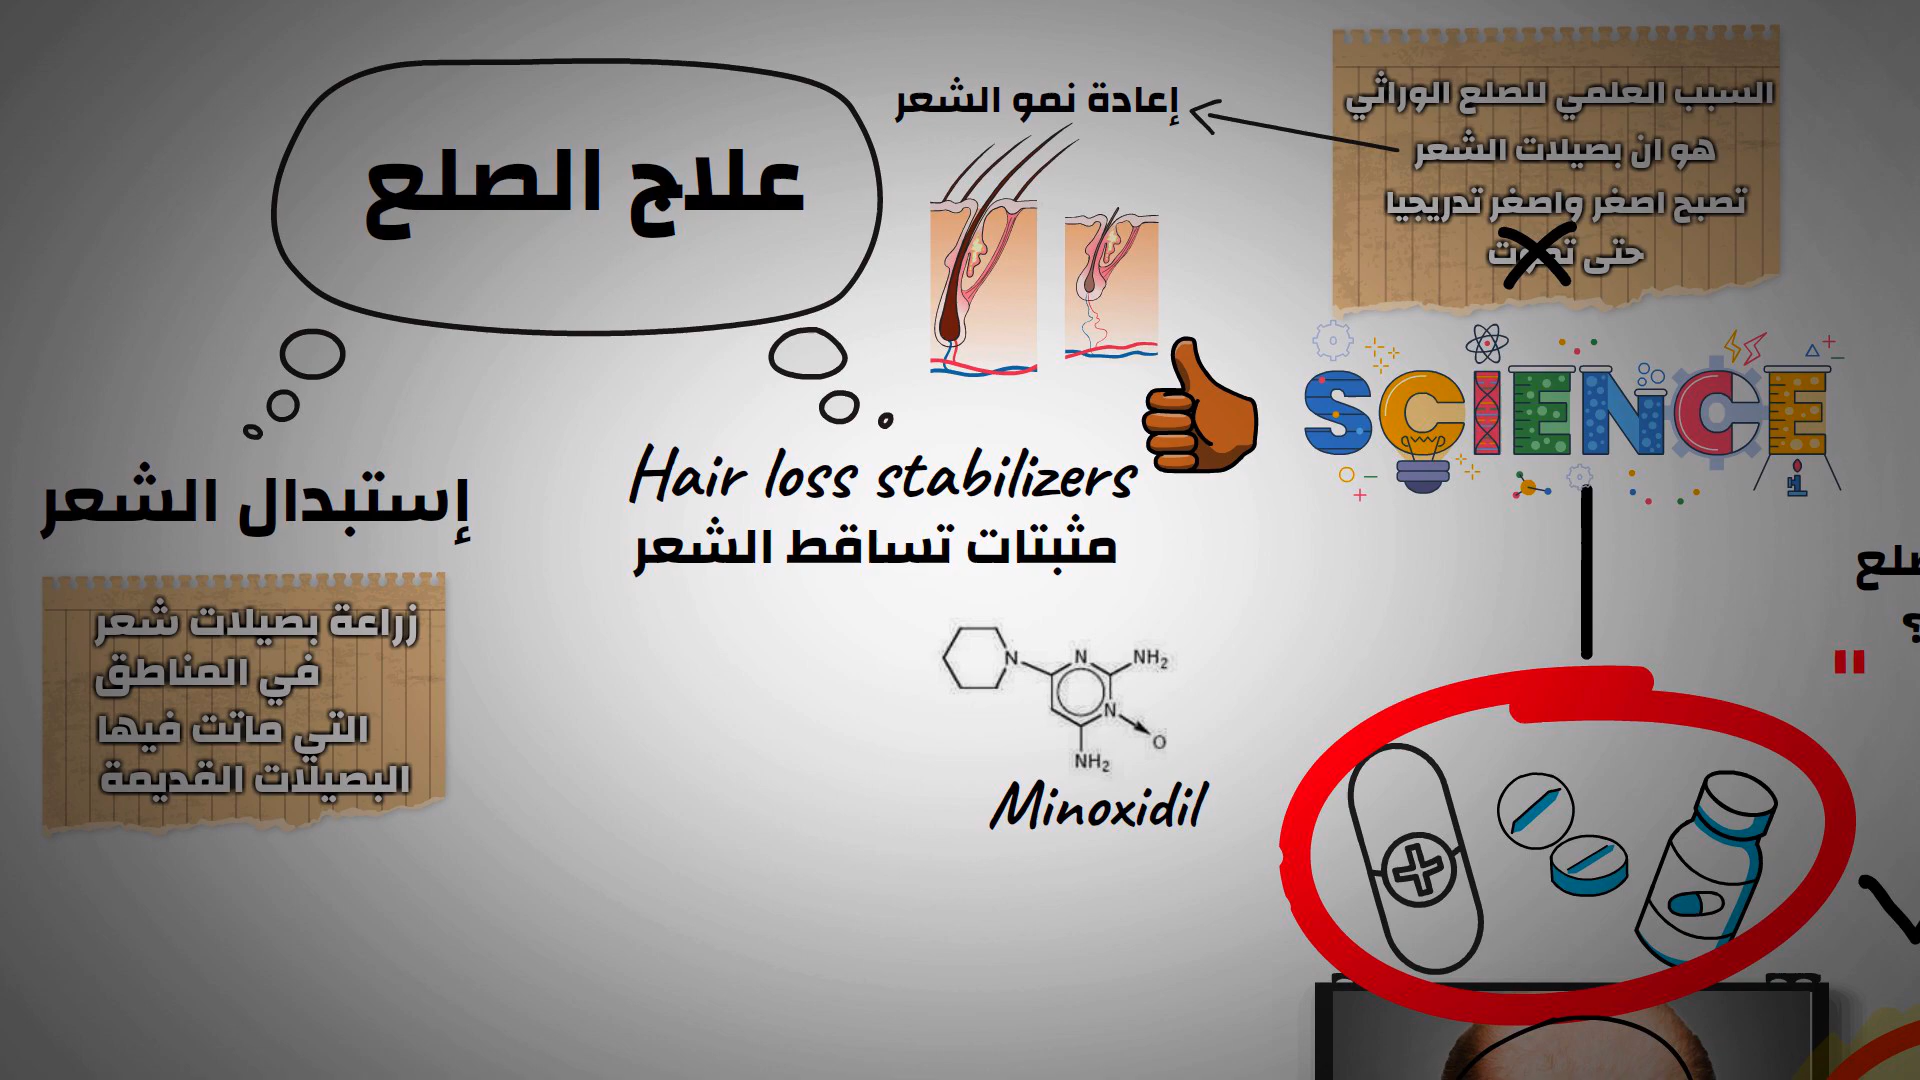 علاج الصلع
إعادة نمو الشعر
السبب العلمي للصلع الوراثي
هو ان بصيلات الشعر
تصبح اصغر واصغر تدريجيا
حتى تموت
SCIENCE
Hair loss stabilizers
مثبتات تساقط الشعر
إستبدال الشعر
زراعة بصيلات شعر
في المناطق
التي ماتت فيها
البصيلات القديمة
N
N
NH2
N
O
NH2
Minoxidil
؟
"